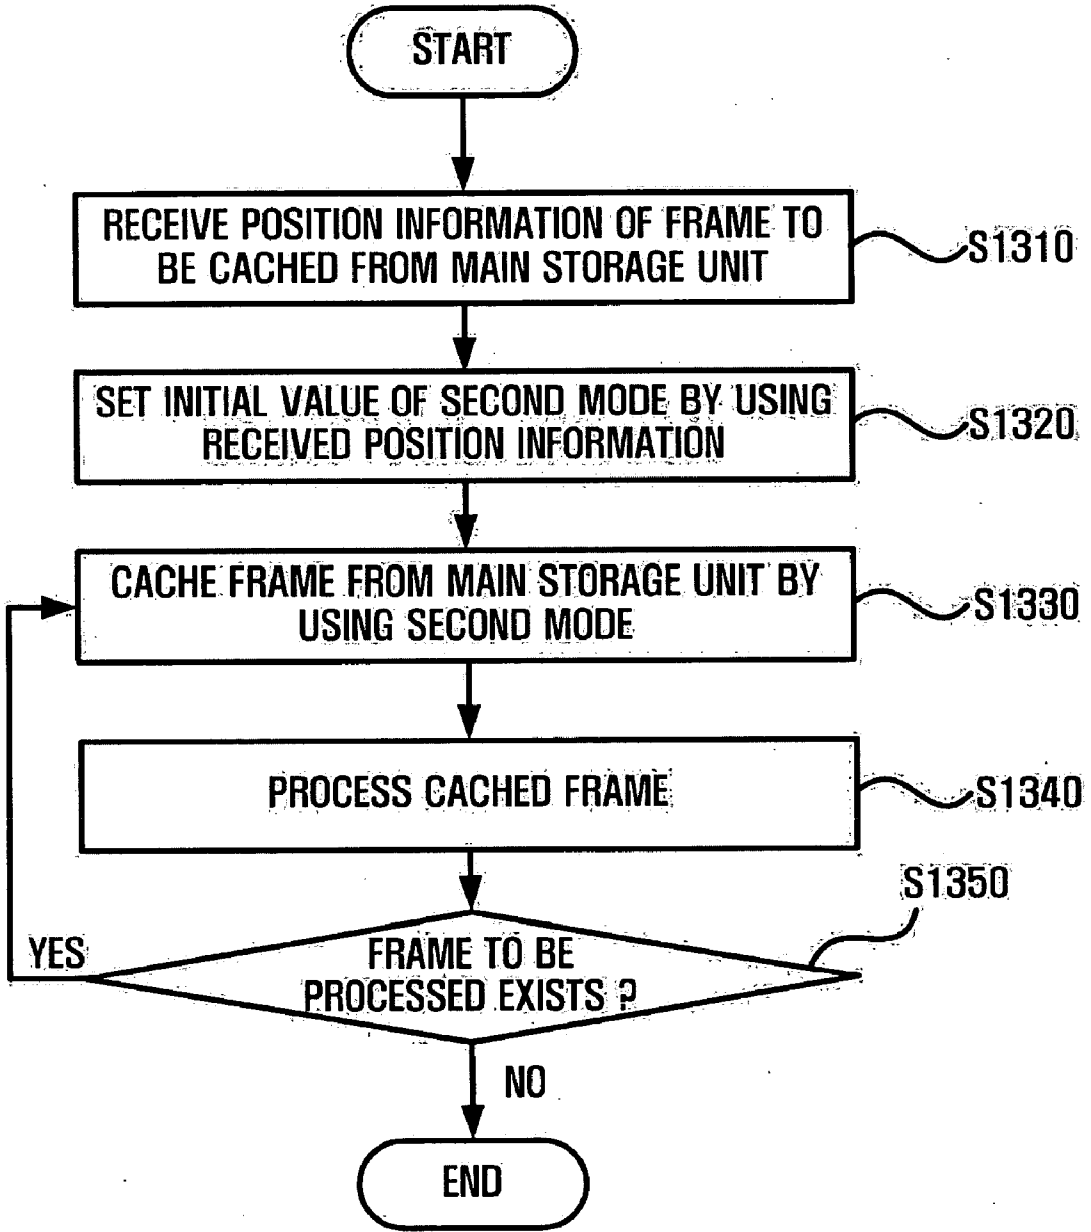 START
RECEIVE POSITION INFORMATION OF FRAME TO
BE CACHED FROM MAIN STORAGE UNIT
S1310
SET INITIAL VALUE OF SECOND MODE BY USING
RECEIVED POSITION INFORMATION
S1320
CACHE FRAME FROM MAIN STORAGE UNIT BY
USING SECOND MODE
S1330
PROCESS CACHED FRAME
S1340
S1350
YES
FRAME TO BE
PROCESSED EXISTS ?
NO
END